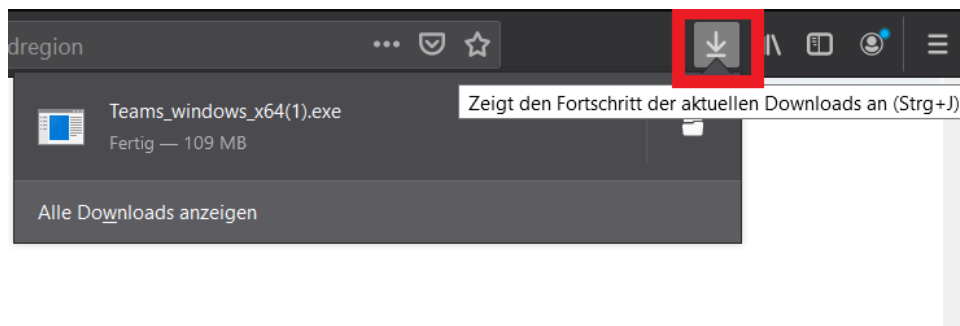 dregion
Teams_windows_x64(1).exe
Zeigt den Fortschritt der aktuellen Downloads an (Strg+J)
Fertig — 109 MB
Alle Downloads anzeigen